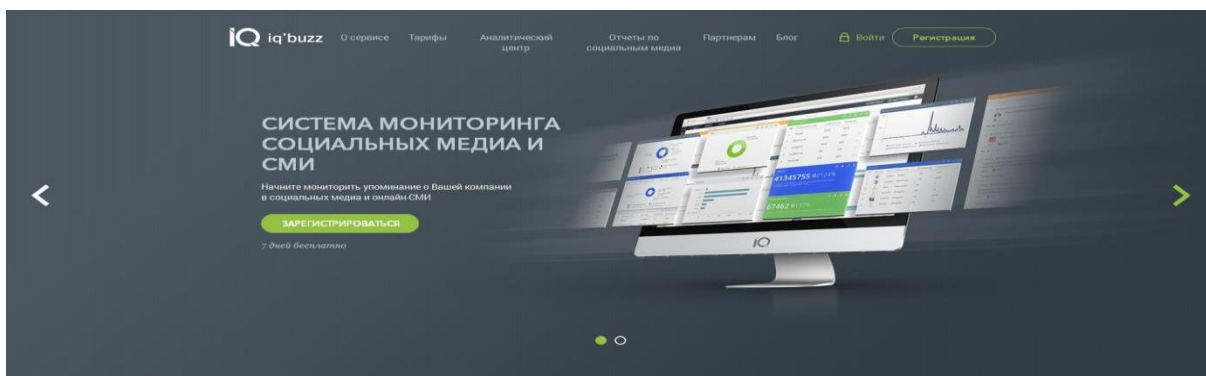 iQ iq'buzz О сервисе Тарифы Аналитический центр Отчеты по социальным медиа Партнерам Блог Войти Регистрация
СИСТЕМА МОНИТОРИНГА
СОЦИАЛЬНЫХ МЕДИА И
СМИ
Начните мониторить упоминание о Вашей компании
в социальных медиа и онлайн-СМИ
ЗАРЕГИСТРИРОВАТЬСЯ
7 дней бесплатно
41345755
67462
IQ